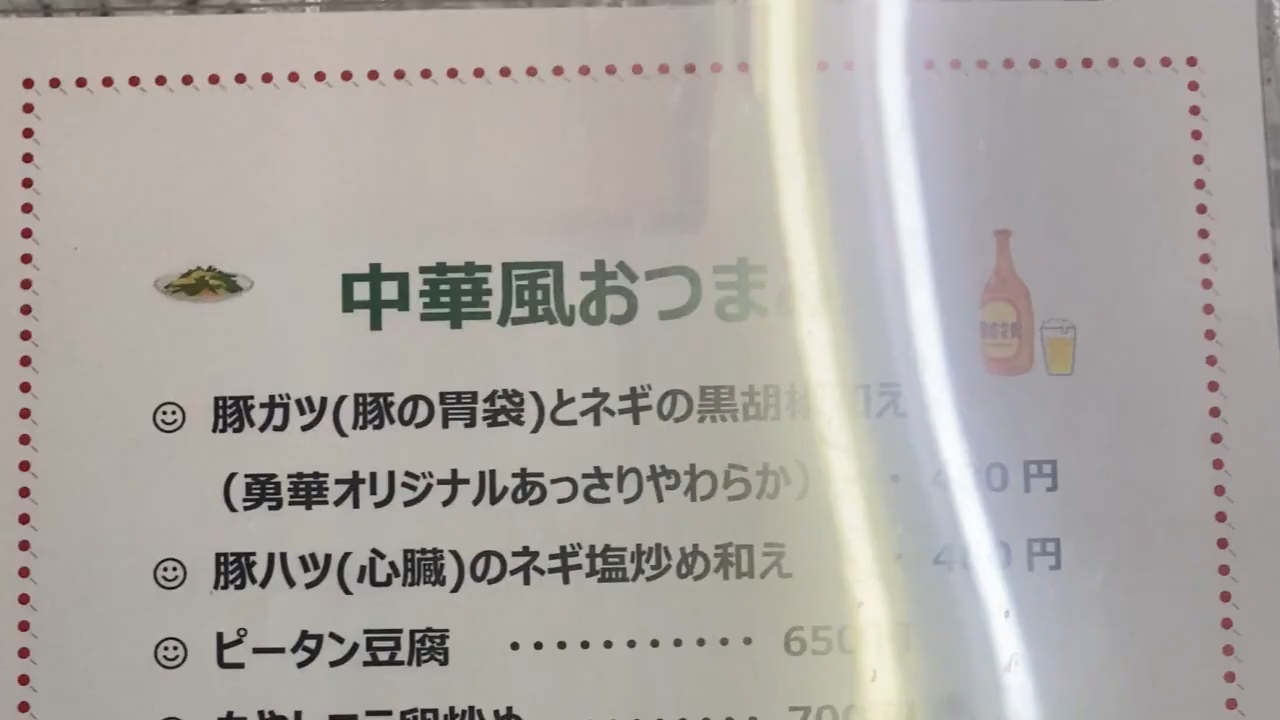 中華風おつま
豚ガツ(豚の胃袋)とネギの黒胡椒和え
（勇華オリジナルあっさりやわらか） ・ 円
豚ハツ(心臓)のネギ塩炒め和え ・ 円
ピータン豆腐 ・・・・・・・・・・・ 650